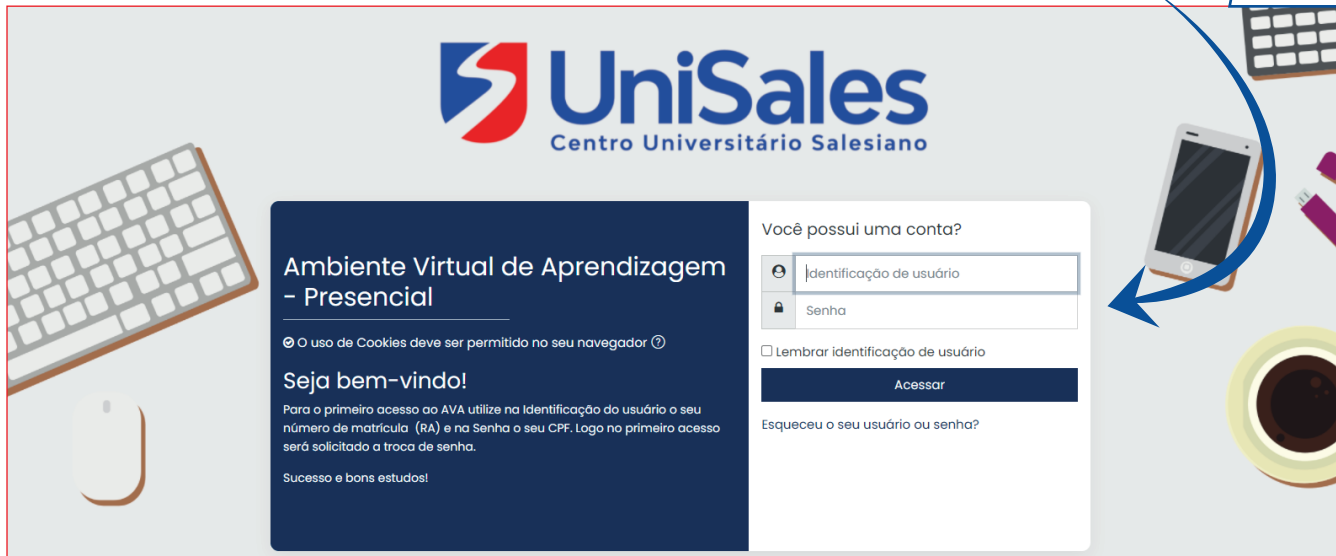 UniSales
Centro Universitário Salesiano
Ambiente Virtual de Aprendizagem
- Presencial
O uso de Cookies deve ser permitido no seu navegador
Seja bem-vindo!
Para o primeiro acesso ao AVA utilize na Identificação do usuário o seu
número de matrícula (RA) e na Senha o seu CPF. Logo no primeiro acesso
será solicitado a troca de senha.
Sucesso e bons estudos!
Você possui uma conta?
Identificação de usuário
Senha
Lembrar identificação de usuário
Acessar
Esqueceu o seu usuário ou senha?